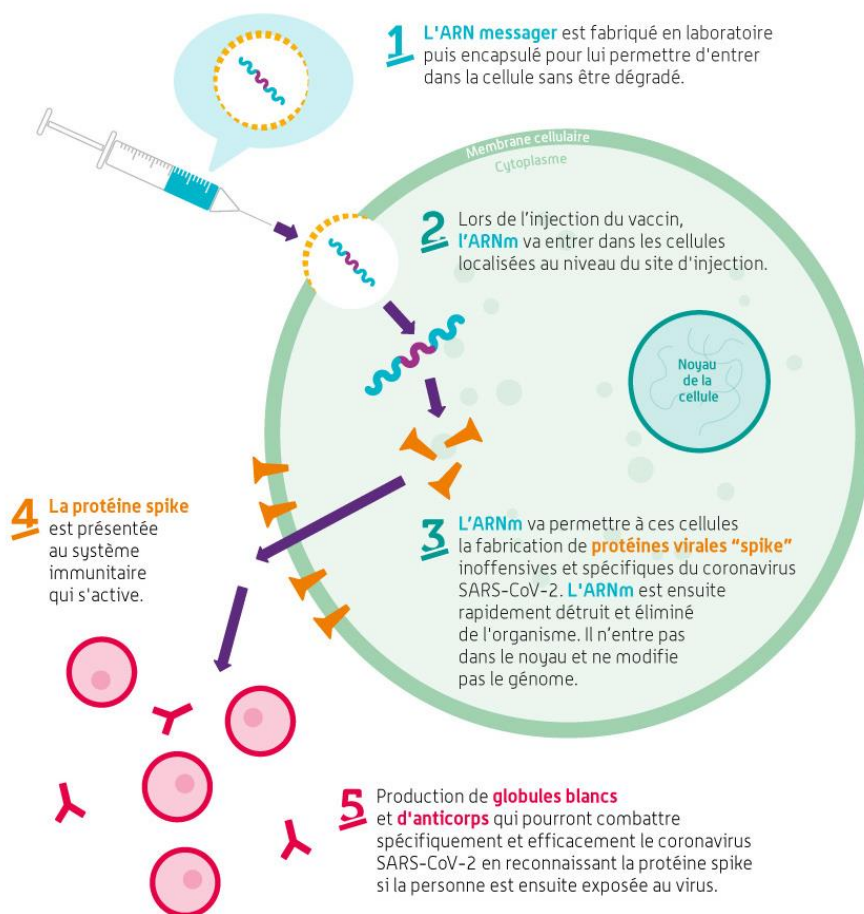 1 L'ARN messager est fabriqué en laboratoire
puis encapsulé pour lui permettre d'entrer
dans la cellule sans être dégradé.
Membrane cellulaire
Cytoplasme
2 Lors de l'injection du vaccin,
l'ARNm va entrer dans les cellules
localisées au niveau du site d'injection.
Noyau
de la
cellule
3 L'ARNm va permettre à ces cellules
la fabrication de protéines virales “spike”
inoffensives et spécifiques du coronavirus
SARS-CoV-2. L'ARNm est ensuite
rapidement détruit et éliminé
de l'organisme. Il n'entre pas
dans le noyau et ne modifie
pas le génome.
4 La protéine spike
est présentée
au système
immunitaire
qui s'active.
5 Production de globules blancs
et d'anticorps qui pourront combattre
spécifiquement et efficacement le coronavirus
SARS-CoV-2 en reconnaissant la protéine spike
si la personne est ensuite exposée au virus.